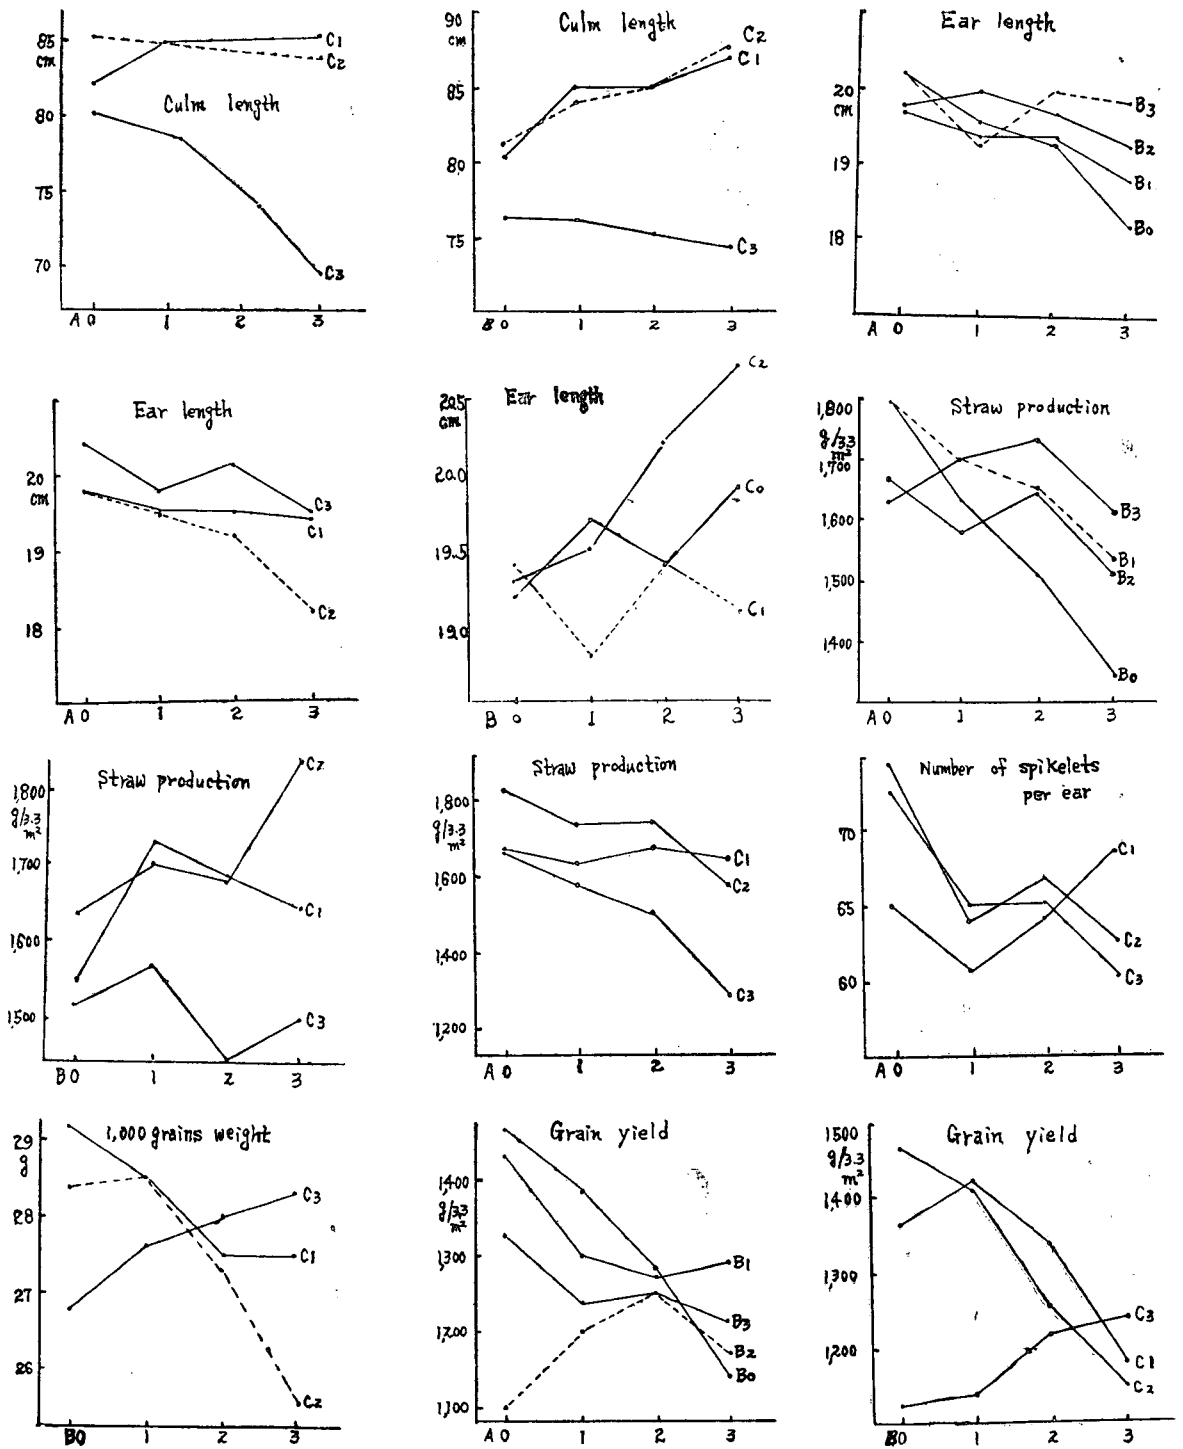 Culm length
85
cm
80
75
70
C1
C2
C3
A 0 1 2 3
Culm length
90
cm
85
80
75
C2
C1
C3
B 0 1 2 3
Ear length
20
cm
19
18
B3
B2
B1
B0
A 0 1 2 3
Ear length
20
cm
19
18
C3
C1
C2
A 0 1 2 3
Ear length
20.5
cm
20.0
19.5
19.0
C2
C0
C1
B 0 1 2 3
Straw production
1,800
g/3.3
m²
1,700
1,600
1,500
1,400
B3
B1
B2
B0
A 0 1 2 3
Straw production
1,800
g/3.3
m²
1,700
1,600
1,500
C2
C1
C3
B 0 1 2 3
Straw production
1,800
g/3.3
m²
1,600
1,400
1,200
C1
C2
C3
A 0 1 2 3
Number of spikelets
per ear
70
65
60
C1
C2
C3
A 0 1 2 3
1,000 grains weight
29
g
28
27
26
C3
C1
C2
B0 1 2 3
Grain yield
1,400
g/3.3
m²
1,300
1,200
1,100
B1
B3
B2
B0
A 0 1 2 3
Grain yield
1500
g/3.3
m²
1,400
1,300
1,200
C3
C1
C2
B0 1 2 3